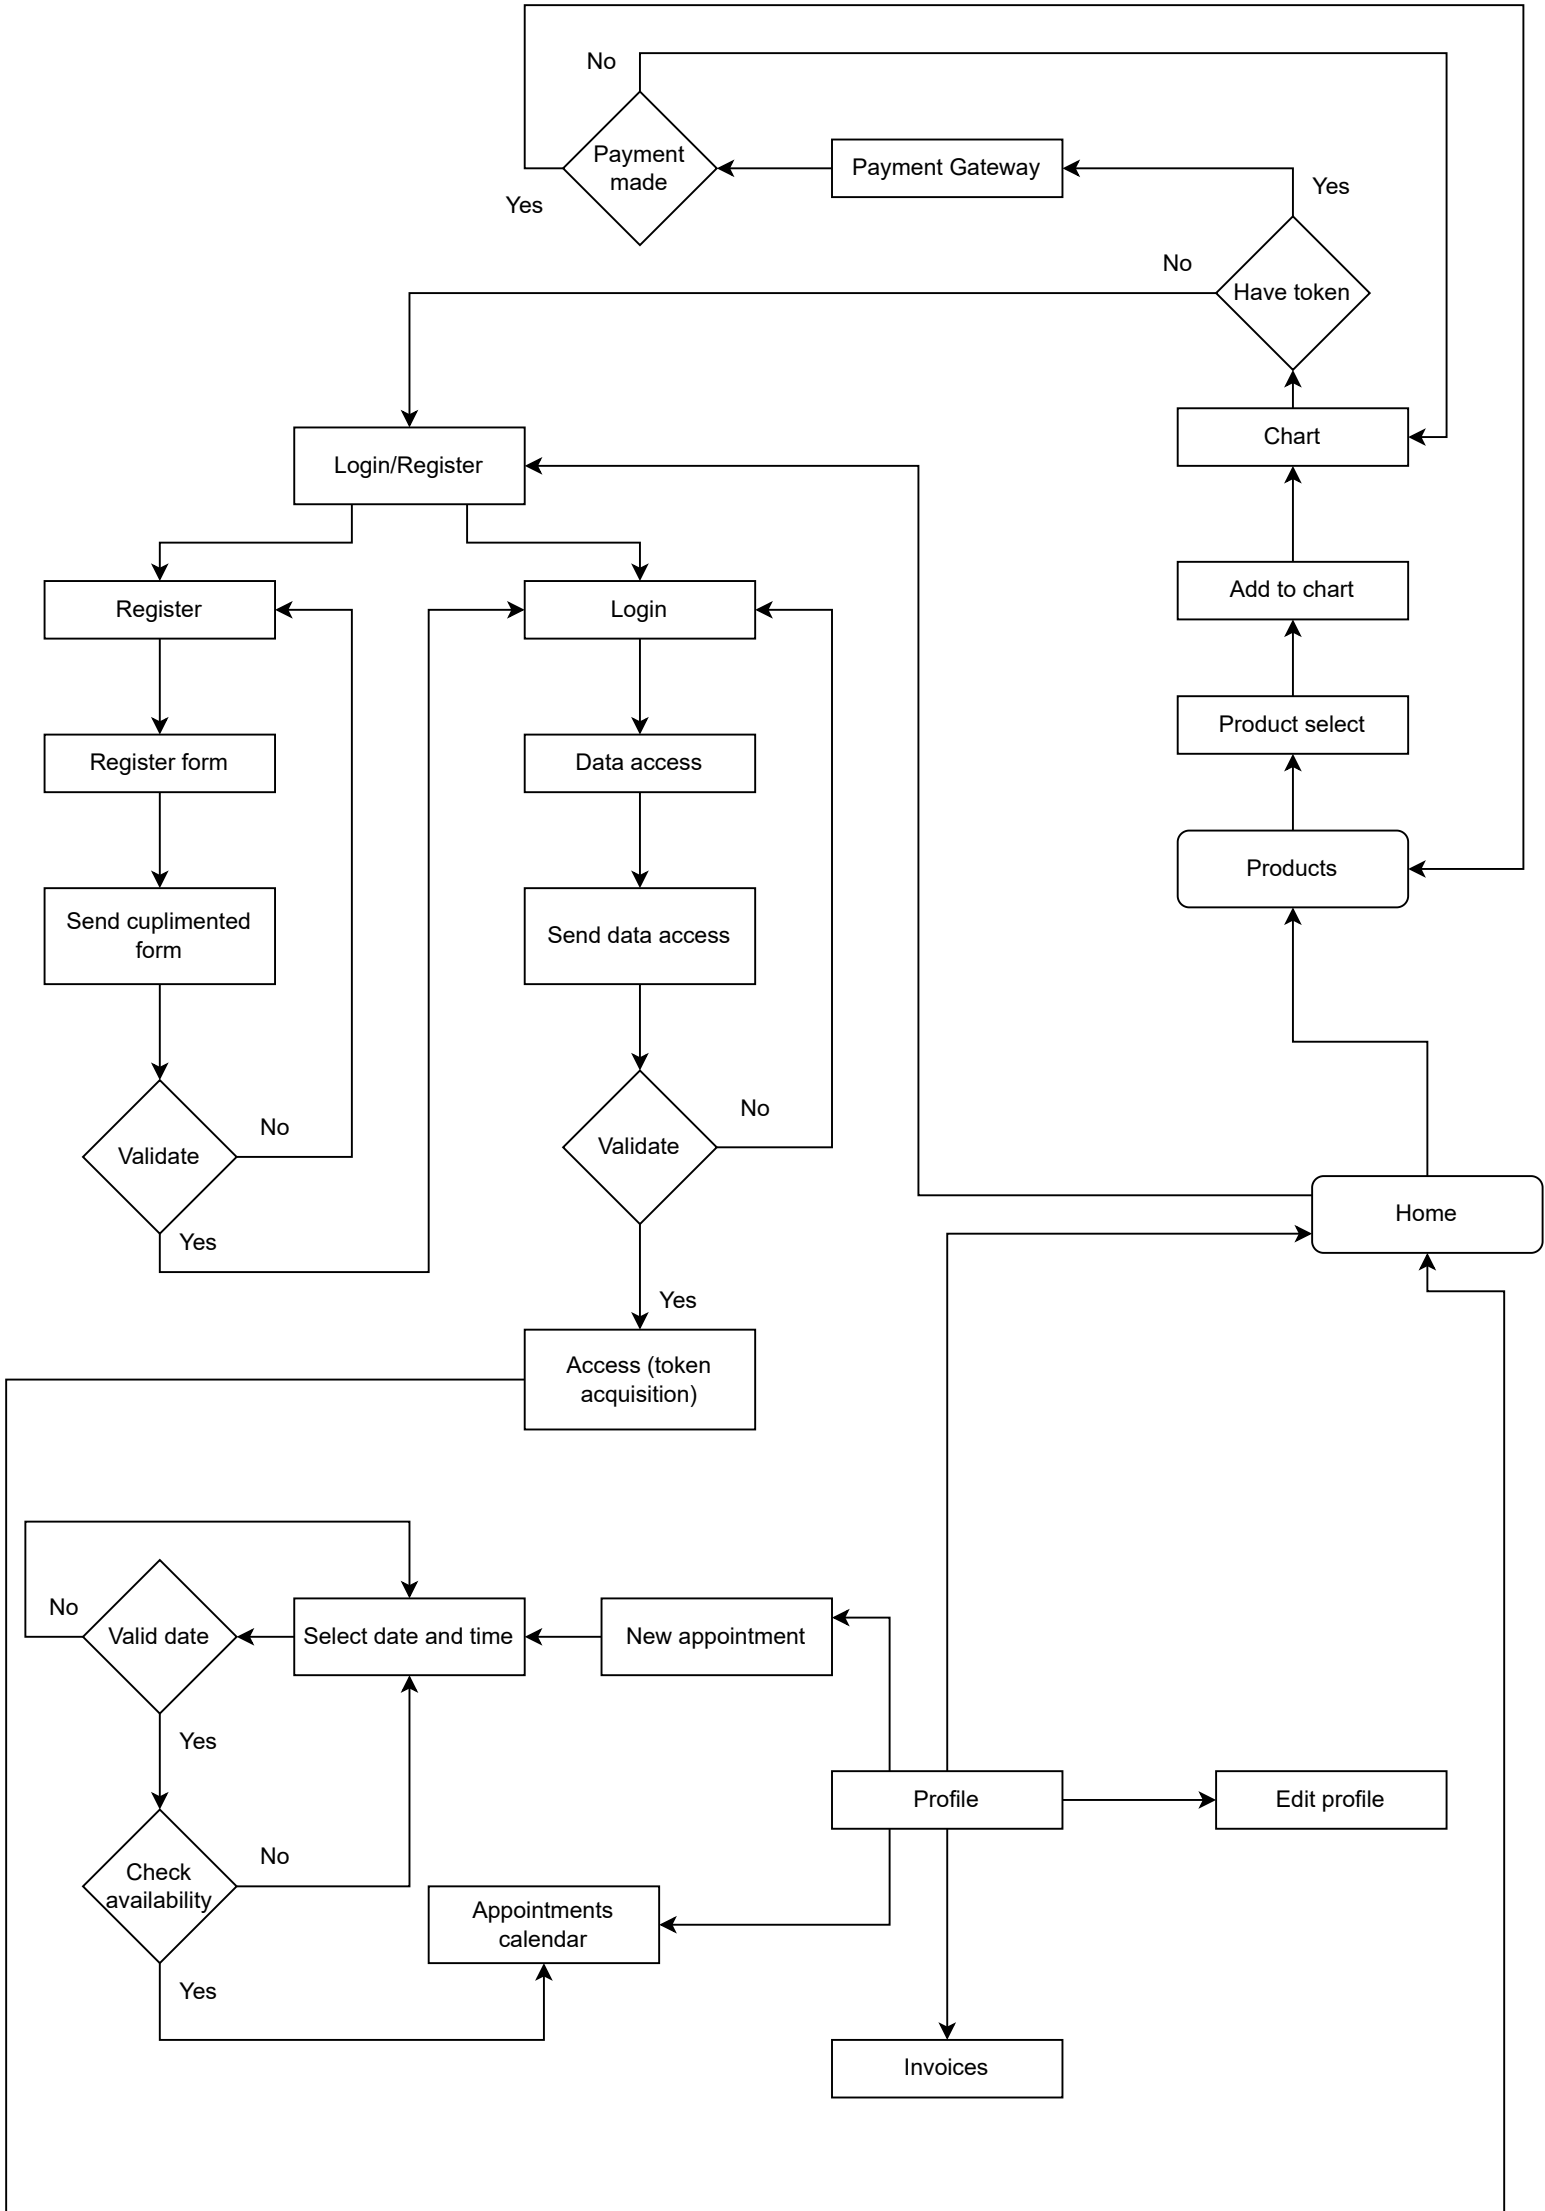 No
Payment
made
Payment Gateway
Yes
Yes
No
Have token
Chart
Login/Register
Add to chart
Register
Login
Product select
Register form
Data access
Products
Send cuplimented
form
Send data access
No
No
Validate
Validate
Home
Yes
Yes
Access (token
acquisition)
No
Valid date
Select date and time
New appointment
Yes
Profile
Edit profile
No
Check
availability
Appointments
calendar
Yes
Invoices